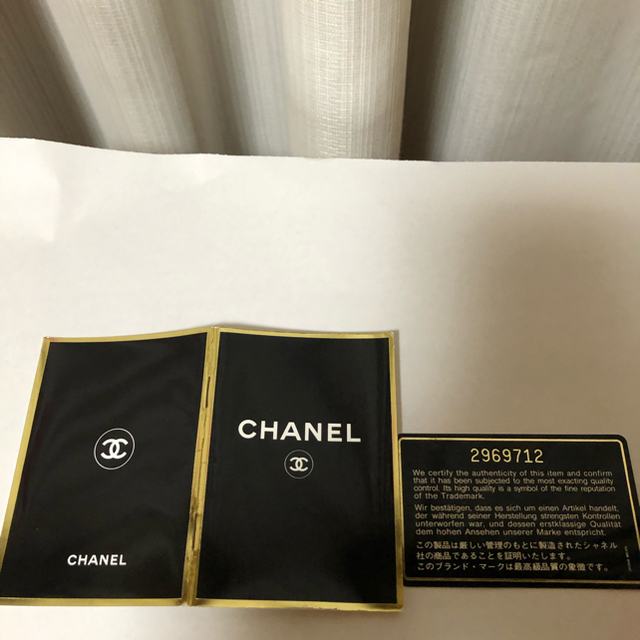 CHANEL
CHANEL
2969712
We certify the authenticity of this item and confirm
that it has been subjected to the most exacting quality
control. Its high quality is a symbol of the fine reputation
of the Trademark.
Wir bestätigen, dass es sich um einen Artikel handelt,
der während seiner Herstellung strengsten Kontrollen
unterworfen war, und dessen erstklassige Qualität
dem hohen Ansehen unserer Marke entspricht.
この製品は厳しい管理のもとに製造されたシャネル
社の商品であることを証明いたします。
このブランド・マークは最高級品質の象徴です。